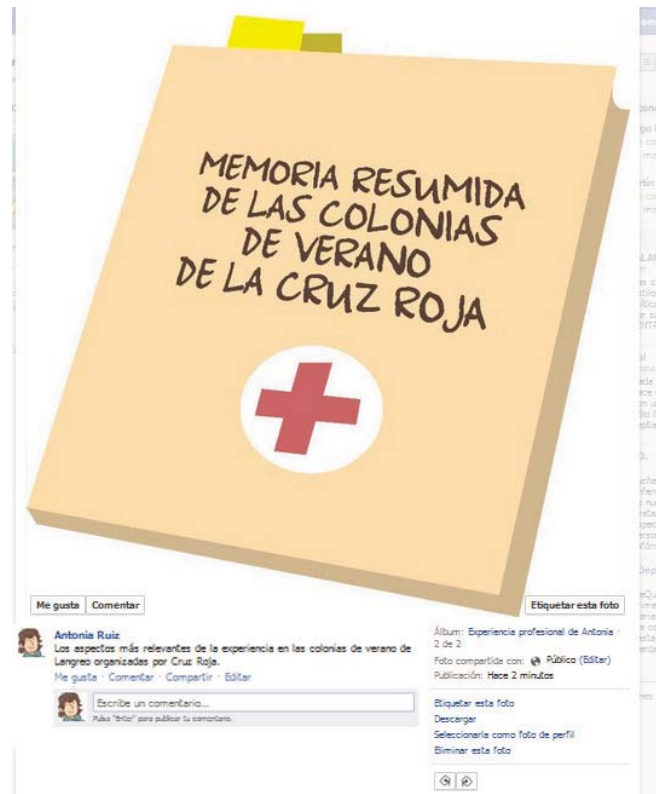 MEMORIA RESUMIDA
DE LAS COLONIAS
DE VERANO
DE LA CRUZ ROJA
Me gusta
Comentar
Etiquetar esta foto
Antonia Ruiz
Los aspectos más relevantes de la experiencia en las colonias de verano de
Langreo organizadas por Cruz Roja.
Me gusta · Comentar · Compartir · Editar
Escribe un comentario...
Pulsa "Enter" para publicar tu comentario.
Álbum: Experiencia profesional de Antonia ·
2 de 2
Foto compartida con: Público (Editar)
Publicación: Hace 2 minutos
Etiquetar esta foto
Descargar
Seleccionarla como foto de perfil
Eliminar esta foto